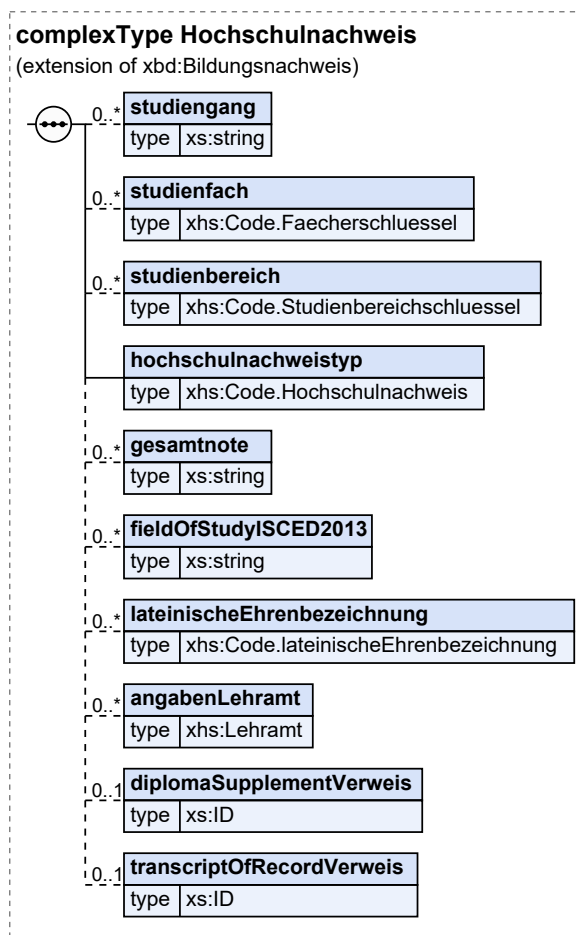 complexType Hochschulnachweis
(extension of xbd:Bildungsnachweis)
0..* studiengang
type xs:string
0..* studienfach
type xhs:Code.Faecherschluessel
0..* studienbereich
type xhs:Code.Studienbereichschluessel
hochschulnachweistyp
type xhs:Code.Hochschulnachweis
0..* gesamtnote
type xs:string
0..* fieldOfStudyISCED2013
type xs:string
0..* lateinischeEhrenbezeichnung
type xhs:Code.lateinischeEhrenbezeichnung
0..* angabenLehramt
type xhs:Lehramt
0..1 diplomaSupplementVerweis
type xs:ID
0..1 transcriptOfRecordVerweis
type xs:ID